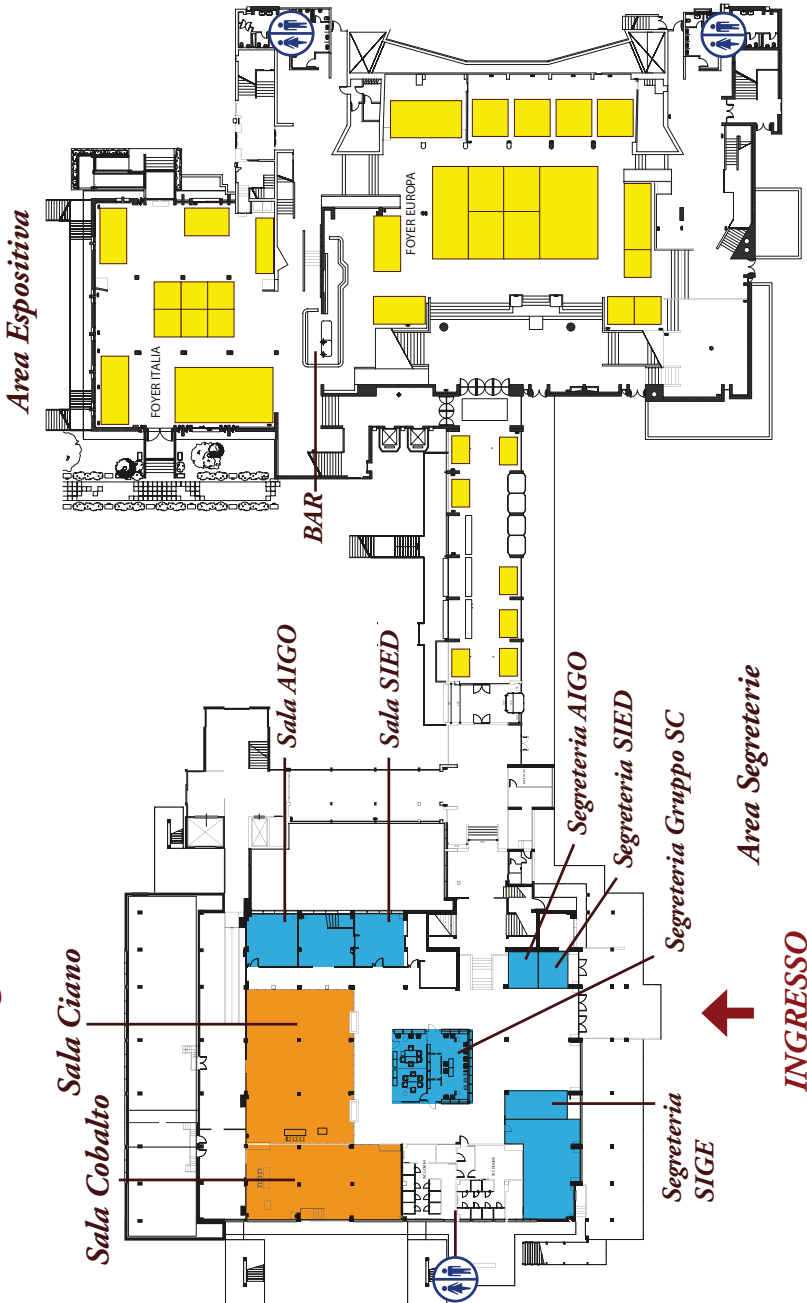 Area Espositiva
FOYER ITALIA
FOYER EUROPA
BAR
Sala AIGO
Sala SIED
Sala Ciano
Sala Cobalto
Segreteria AIGO
Segreteria SIED
Segreteria Gruppo SC
Area Segreterie
Segreteria
SIGE
INGRESSO